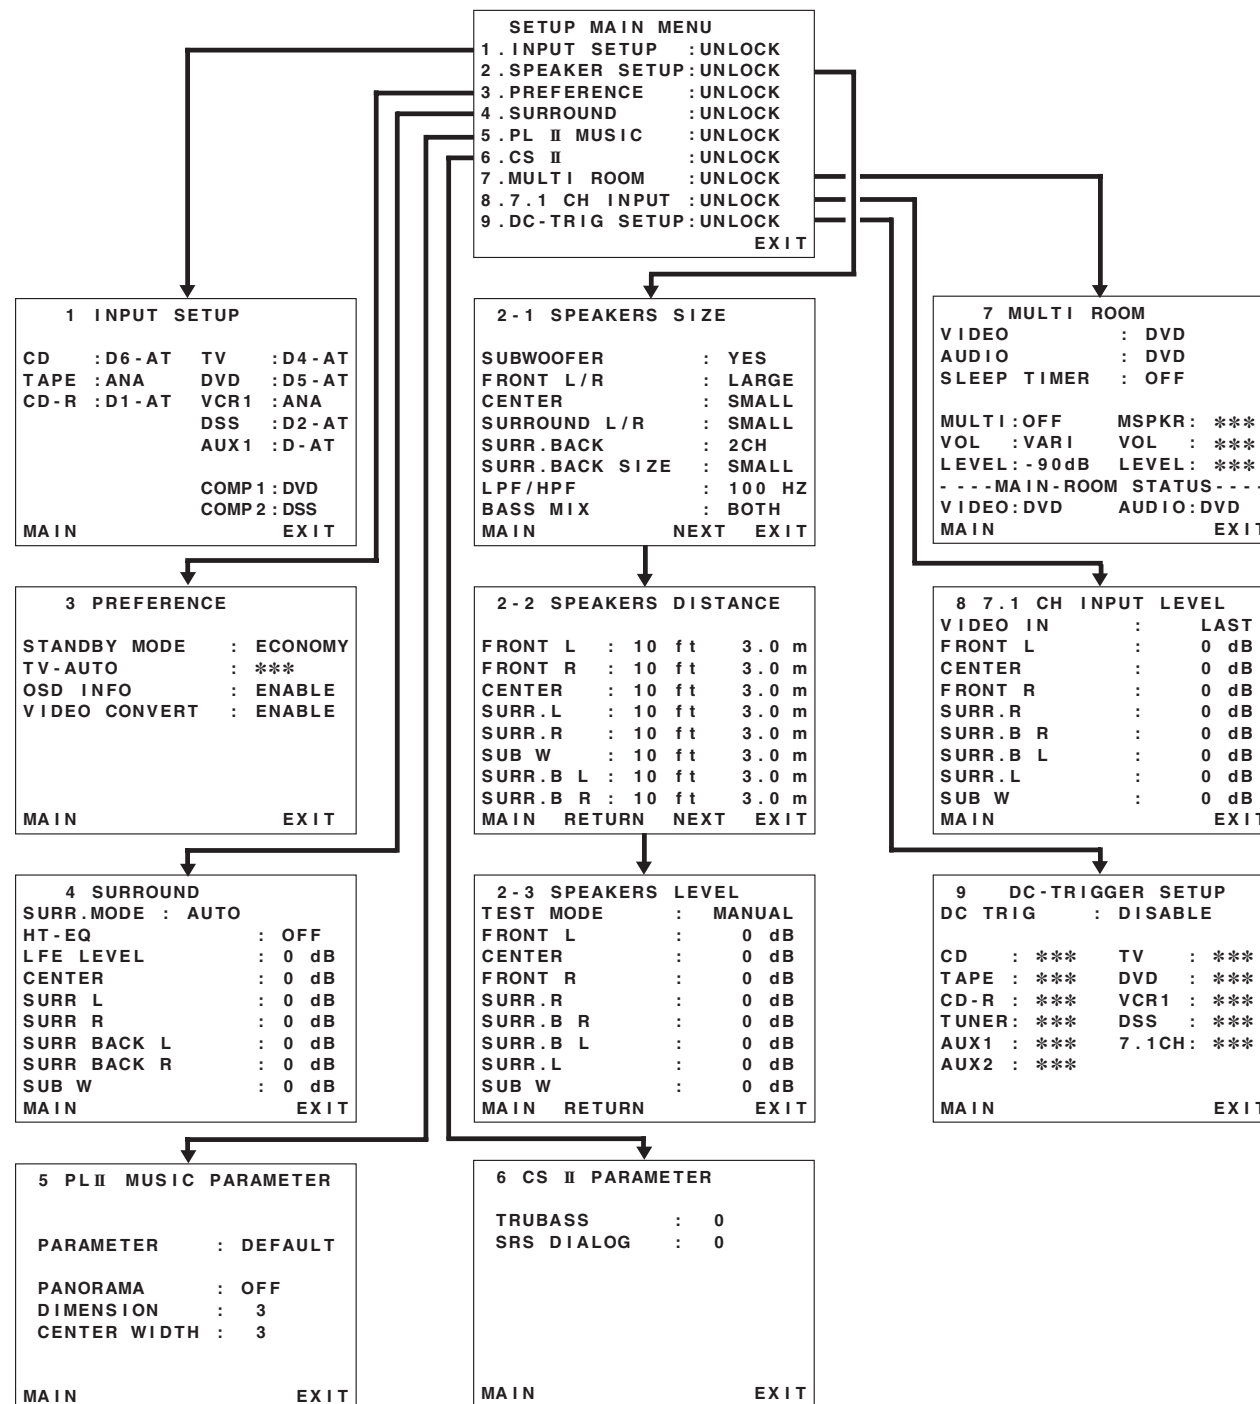 SETUP MAIN MENU
1.INPUT SETUP :UNLOCK
2.SPEAKER SETUP:UNLOCK
3.PREFERENCE :UNLOCK
4.SURROUND :UNLOCK
5.PL II MUSIC :UNLOCK
6.CS II :UNLOCK
7.MULTI ROOM :UNLOCK
8.7.1 CH INPUT :UNLOCK
9.DC-TRIG SETUP:UNLOCK
EXIT
1 INPUT SETUP
CD :D6-AT TV :D4-AT
TAPE :ANA DVD :D5-AT
CD-R :D1-AT VCR1 :ANA
DSS :D2-AT
AUX1 :D-AT
COMP1:DVD
COMP2:DSS
MAIN EXIT
2-1 SPEAKERS SIZE
SUBWOOFER : YES
FRONT L/R : LARGE
CENTER : SMALL
SURROUND L/R : SMALL
SURR.BACK : 2CH
SURR.BACK SIZE : SMALL
LPF/HPF : 100 HZ
BASS MIX : BOTH
MAIN NEXT EXIT
7 MULTI ROOM
VIDEO : DVD
AUDIO : DVD
SLEEP TIMER : OFF
MULTI:OFF MSPKR: ***
VOL :VARI VOL : ***
LEVEL:-90dB LEVEL: ***
----MAIN-ROOM STATUS----
VIDEO:DVD AUDIO:DVD
MAIN EXIT
3 PREFERENCE
STANDBY MODE : ECONOMY
TV-AUTO : ***
OSD INFO : ENABLE
VIDEO CONVERT : ENABLE
MAIN EXIT
2-2 SPEAKERS DISTANCE
FRONT L : 10 ft 3.0 m
FRONT R : 10 ft 3.0 m
CENTER : 10 ft 3.0 m
SURR.L : 10 ft 3.0 m
SURR.R : 10 ft 3.0 m
SUB W : 10 ft 3.0 m
SURR.B L : 10 ft 3.0 m
SURR.B R : 10 ft 3.0 m
MAIN RETURN NEXT EXIT
8 7.1 CH INPUT LEVEL
VIDEO IN : LAST
FRONT L : 0 dB
CENTER : 0 dB
FRONT R : 0 dB
SURR.R : 0 dB
SURR.B R : 0 dB
SURR.B L : 0 dB
SURR.L : 0 dB
SUB W : 0 dB
MAIN EXIT
4 SURROUND
SURR.MODE : AUTO
HT-EQ : OFF
LFE LEVEL : 0 dB
CENTER : 0 dB
SURR L : 0 dB
SURR R : 0 dB
SURR BACK L : 0 dB
SURR BACK R : 0 dB
SUB W : 0 dB
MAIN EXIT
2-3 SPEAKERS LEVEL
TEST MODE : MANUAL
FRONT L : 0 dB
CENTER : 0 dB
FRONT R : 0 dB
SURR.R : 0 dB
SURR.B R : 0 dB
SURR.B L : 0 dB
SURR.L : 0 dB
SUB W : 0 dB
MAIN RETURN EXIT
9 DC-TRIGGER SETUP
DC TRIG : DISABLE
CD : *** TV : ***
TAPE : *** DVD : ***
CD-R : *** VCR1 : ***
TUNER: *** DSS : ***
AUX1 : *** 7.1CH: ***
AUX2 : ***
MAIN EXIT
5 PLII MUSIC PARAMETER
PARAMETER : DEFAULT
PANORAMA : OFF
DIMENSION : 3
CENTER WIDTH : 3
MAIN EXIT
6 CS II PARAMETER
TRUBASS : 0
SRS DIALOG : 0
MAIN EXIT